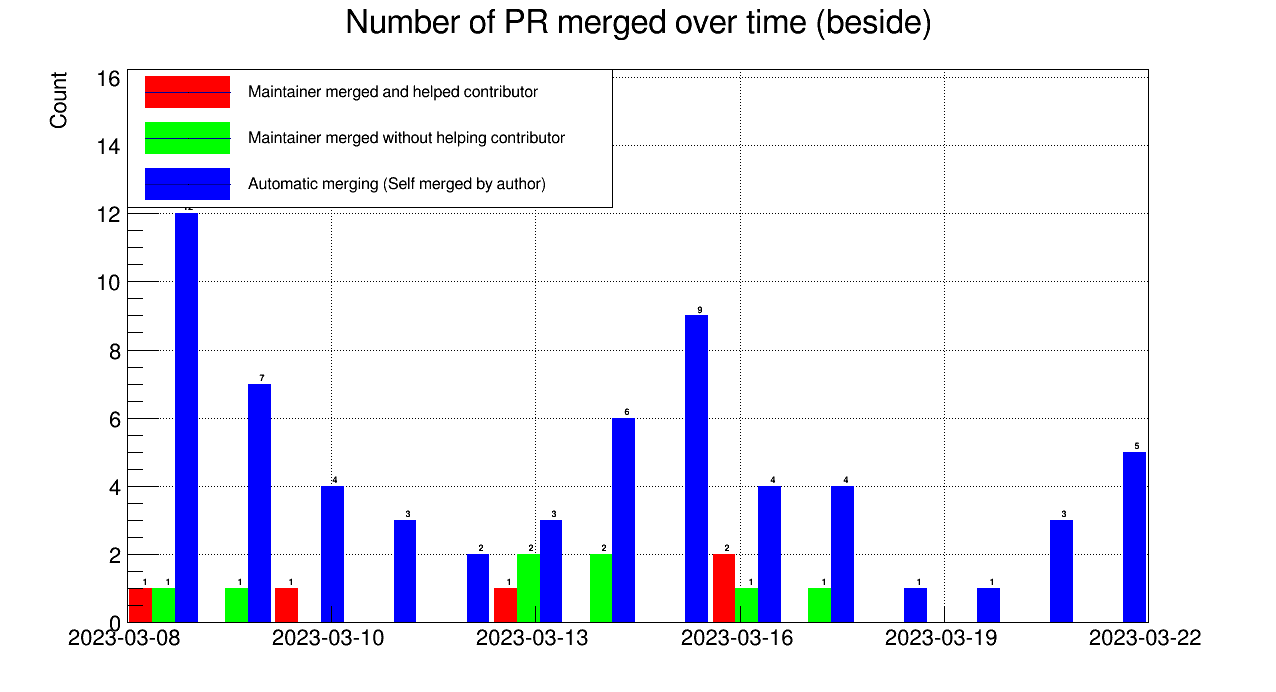 Number of PR merged over time (beside)
Count
Maintainer merged and helped contributor
Maintainer merged without helping contributor
Automatic merging (Self merged by author)
16
14
12
10
8
6
4
2
0
1 1 12
1 7
1 4
3
2
1 2 3
2 6
9
2 1 4
1 4
1
1
3
5
2023-03-08 2023-03-10 2023-03-13 2023-03-16 2023-03-19 2023-03-22